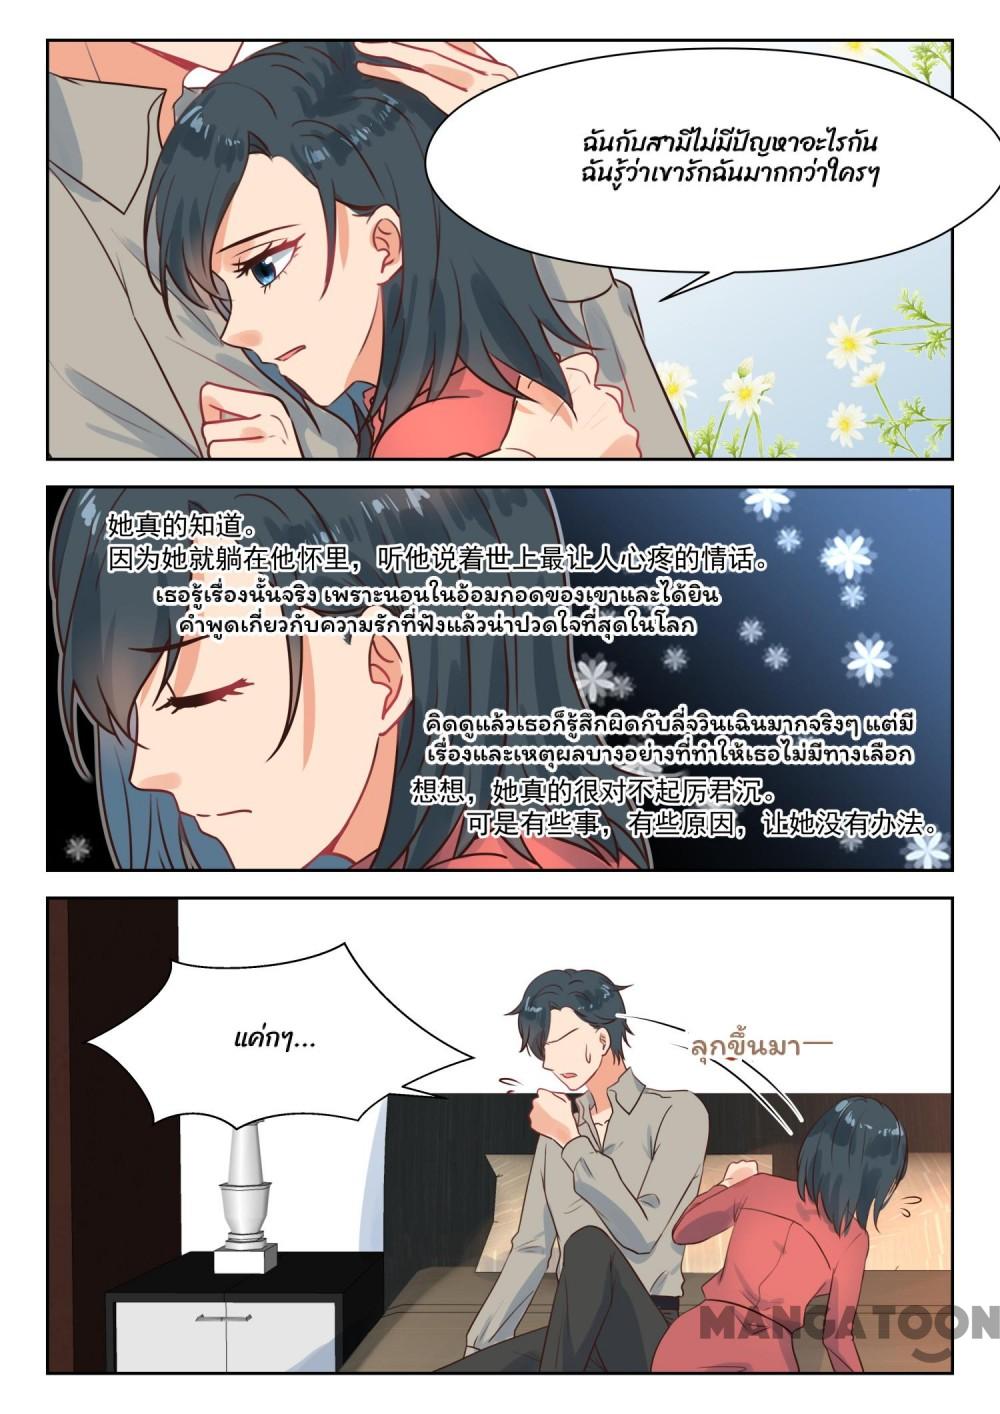 ฉันกับสามีไม่มีปัญหาอะไรกัน
ฉันรู้ว่าเขารักฉันมากกว่าใครๆ
她真的知道。
因为她就躺在他怀里，听他说着世上最让人心疼的情话。
เธอรู้เรื่องนั้นจริง เพราะนอนในอ้อมกอดของเขาและได้ยิน
คำพูดเกี่ยวกับความรักที่ฟังแล้วน่าปวดใจที่สุดในโลก
คิดดูแล้วเธอก็รู้สึกผิดกับลี่จวินเฉินมากจริงๆ แต่มี
เรื่องและเหตุผลบางอย่างที่ทำให้เธอไม่มีทางเลือก
想想，她真的很对不起厉君沉。
可是有些事，有些原因，让她没有办法。
แค่กๆ...
ลุกขึ้นมา—
MANGATOON